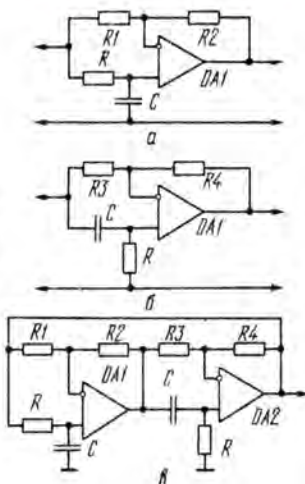 R1 R2
R
DA1
C
а
R3 R4
C
DA1
R
б
R1 R2 R3 R4
DA1 C DA2
R
C R
в